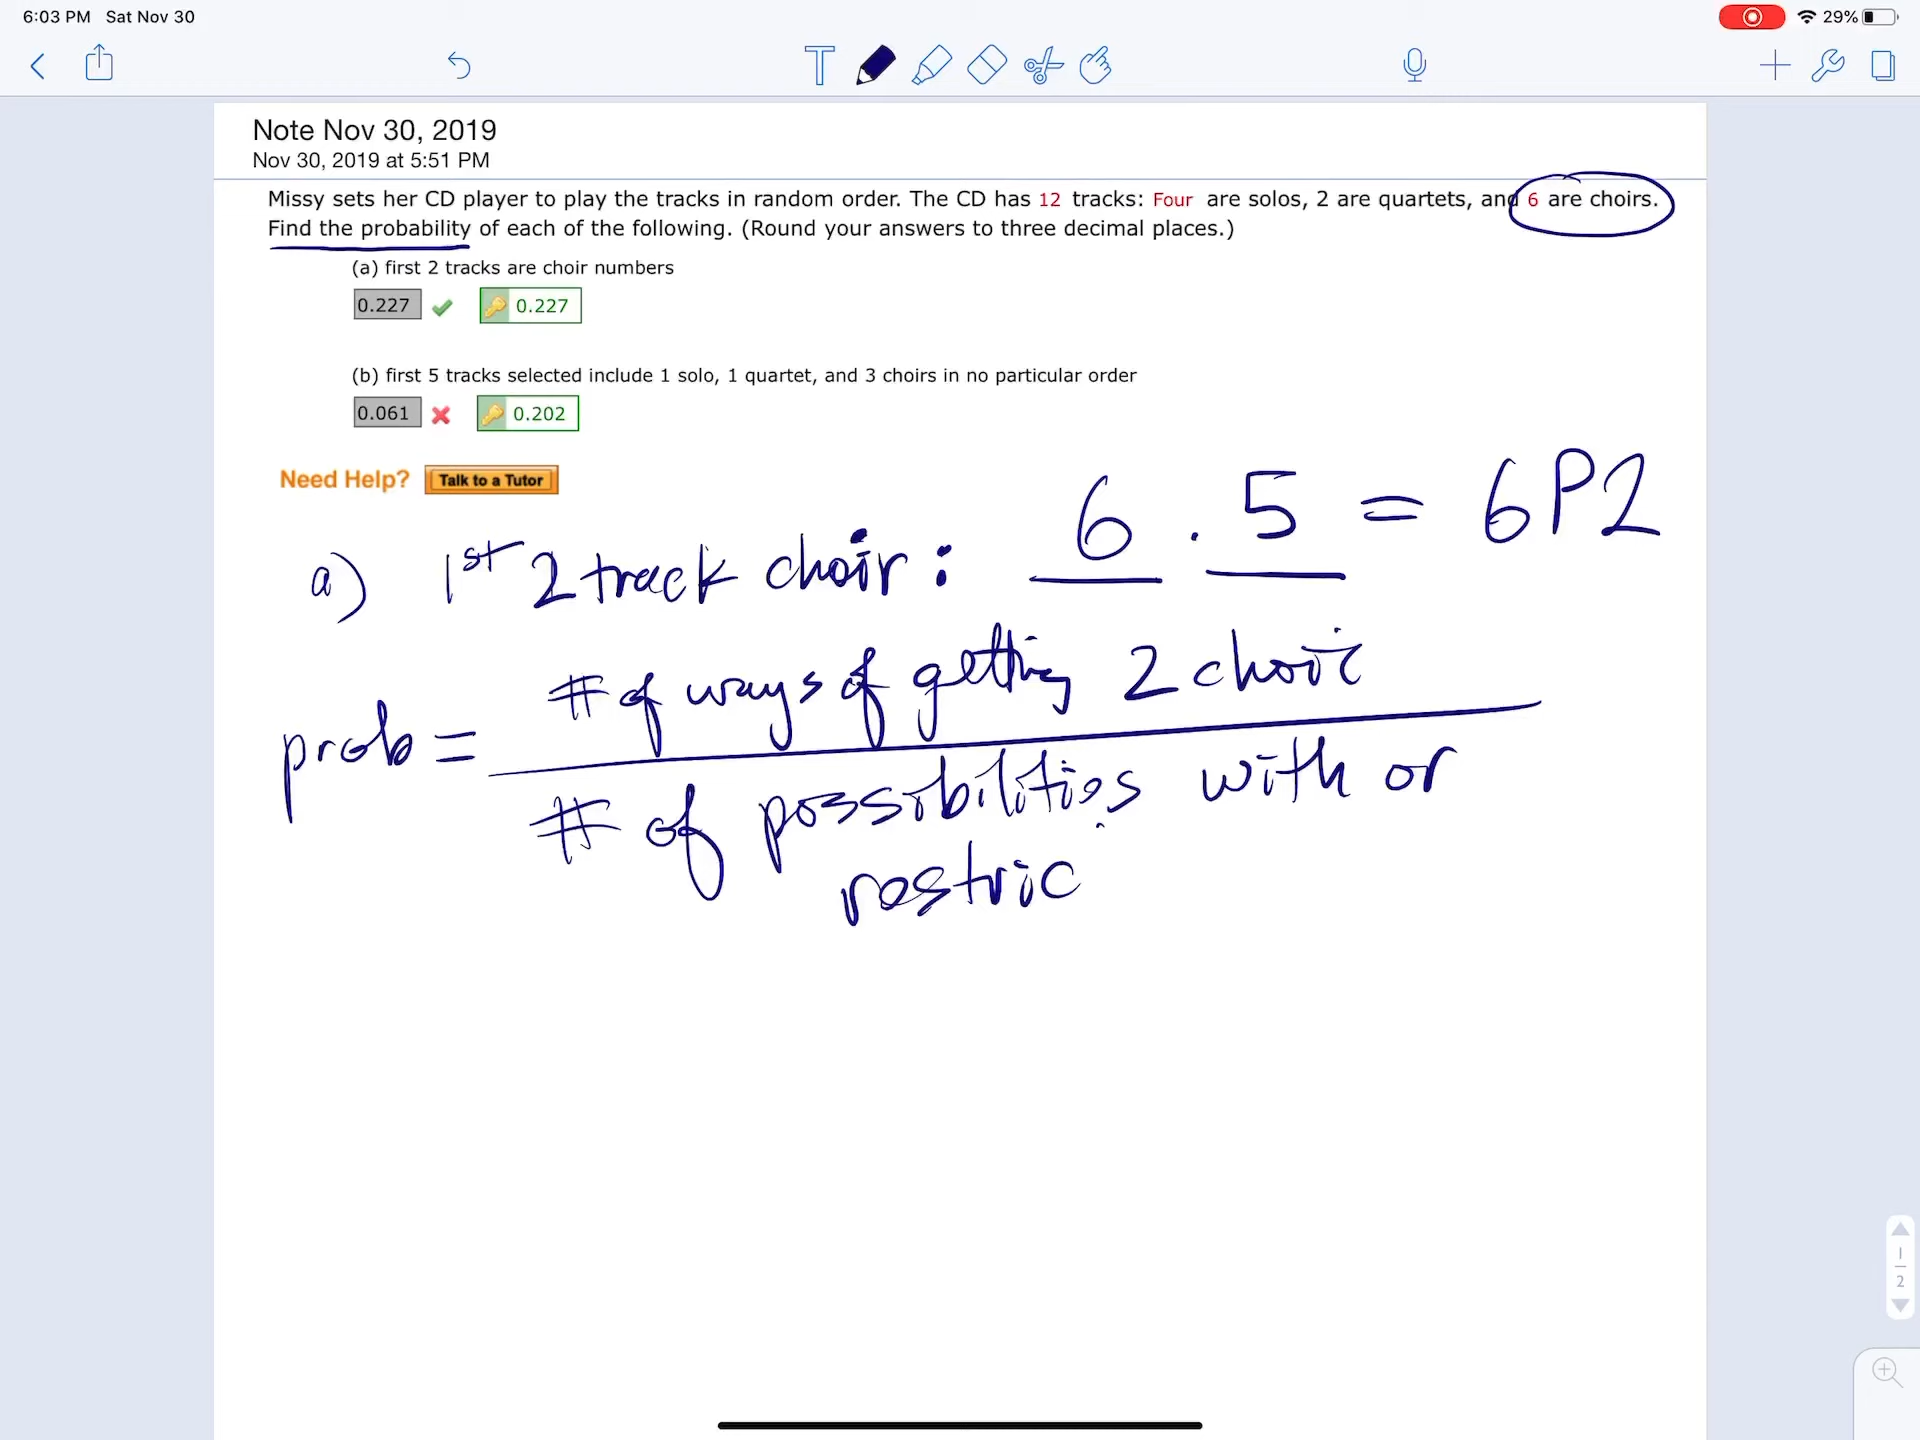 6:03 PM Sat Nov 30
29%
Note Nov 30, 2019
Nov 30, 2019 at 5:51 PM
Missy sets her CD player to play the tracks in random order. The CD has 12 tracks: Four are solos, 2 are quartets, and 6 are choirs.
Find the probability of each of the following. (Round your answers to three decimal places.)
(a) first 2 tracks are choir numbers
0.227 0.227
(b) first 5 tracks selected include 1 solo, 1 quartet, and 3 choirs in no particular order
0.061 0.202
Need Help? Talk to a Tutor
a) 1st 2 track choir: 6 . 5 = 6P2
# of ways of getting 2 choir
prob =
# of possibilities with or
restric
1
2